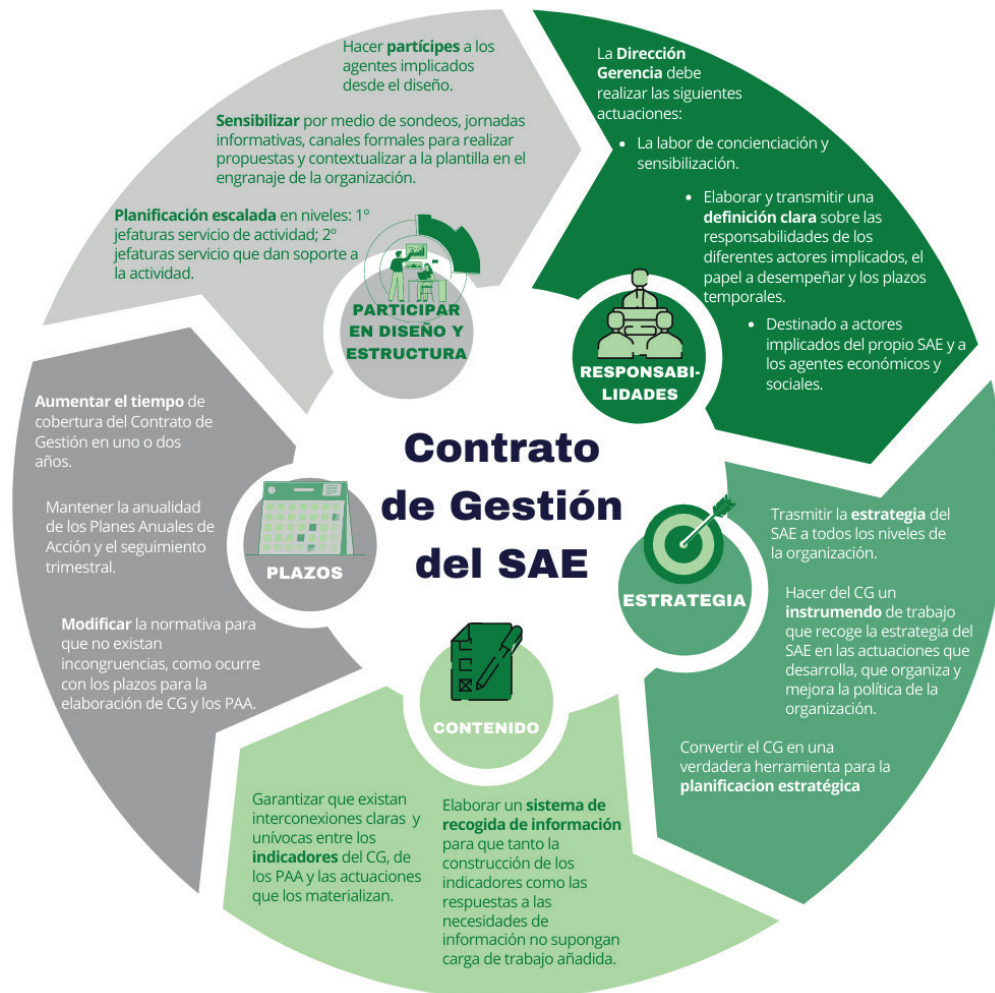 Hacer partícipes a los
agentes implicados
desde el diseño.
Sensibilizar por medio de sondeos, jornadas
informativas, canales formales para realizar
propuestas y contextualizar a la plantilla en el
engranaje de la organización.
Planificación escalada en niveles: 1º
jefaturas servicio de actividad; 2º
jefaturas servicio que dan soporte a
la actividad.
PARTICIPAR
EN DISEÑO Y
ESTRUCTURA
La Dirección
Gerencia debe
realizar las siguientes
actuaciones:
• La labor de concienciación y
sensibilización.
• Elaborar y transmitir una
definición clara sobre las
responsabilidades de los
diferentes actores implicados, el
papel a desempeñar y los plazos
temporales.
• Destinado a actores
implicados del propio SAE y a
los agentes económicos y
sociales.
RESPONSABI-
LIDADES
Contrato
de Gestión
del SAE
Trasmitir la estrategia del
SAE a todos los niveles de
la organización.
Hacer del CG un
instrumendo de trabajo
que recoge la estrategia del
SAE en las actuaciones que
desarrolla, que organiza y
mejora la política de la
organización.
Convertir el CG en una
verdadera herramienta para la
planificacion estratégica
ESTRATEGIA
CONTENIDO
Garantizar que existan
interconexiones claras y
unívocas entre los
indicadores del CG, de
los PAA y las actuaciones
que los materializan.
Elaborar un sistema de
recogida de información
para que tanto la
construcción de los
indicadores como las
respuestas a las
necesidades de
información no supongan
carga de trabajo añadida.
Aumentar el tiempo de
cobertura del Contrato de
Gestión en uno o dos
años.
Mantener la anualidad
de los Planes Anuales de
Acción y el seguimiento
trimestral.
Modificar la normativa para
que no existan
incongruencias, como ocurre
con los plazos para la
elaboración de CG y los PAA.
PLAZOS